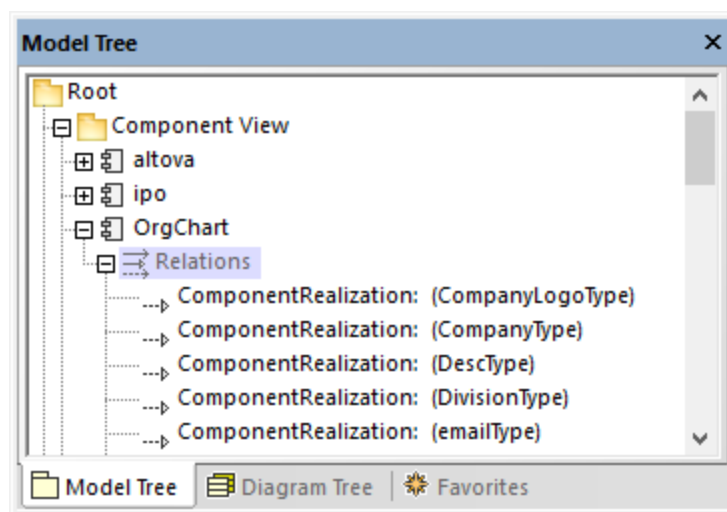 Model Tree
Root
Component View
altova
ipo
OrgChart
Relations
ComponentRealization: (CompanyLogoType)
ComponentRealization: (CompanyType)
ComponentRealization: (DescType)
ComponentRealization: (DivisionType)
ComponentRealization: (emailType)
Model Tree Diagram Tree Favorites